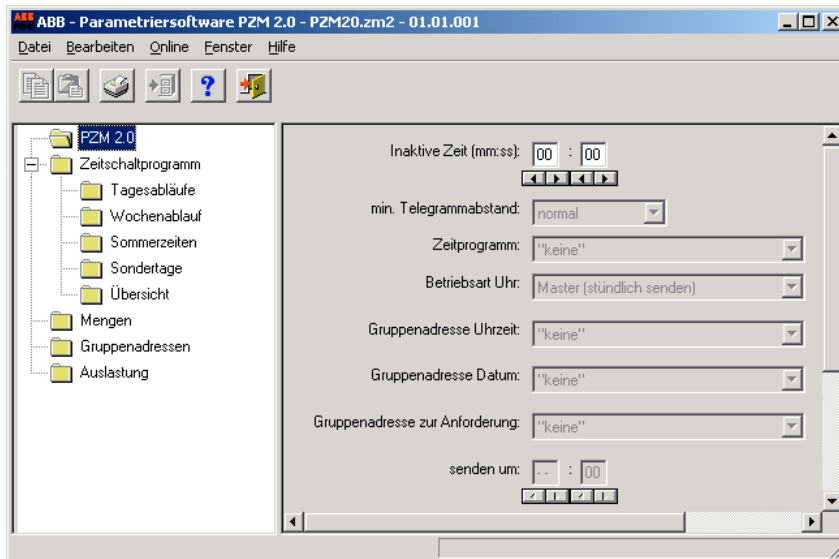 ABB - Parametriersoftware PZM 2.0 - PZM20.zm2 - 01.01.001
Datei Bearbeiten Online Fenster Hilfe
PZM 2.0
Zeitschaltprogramm
Tagesabläufe
Wochenablauf
Sommerzeiten
Sondertage
Übersicht
Mengen
Gruppenadressen
Auslastung
Inaktive Zeit (mm:ss): 00 : 00
min. Telegrammabstand: normal
Zeitprogramm: "keine"
Betriebsart Uhr: Master (stündlich senden)
Gruppenadresse Uhrzeit: "keine"
Gruppenadresse Datum: "keine"
Gruppenadresse zur Anforderung: "keine"
senden um: -- : 00